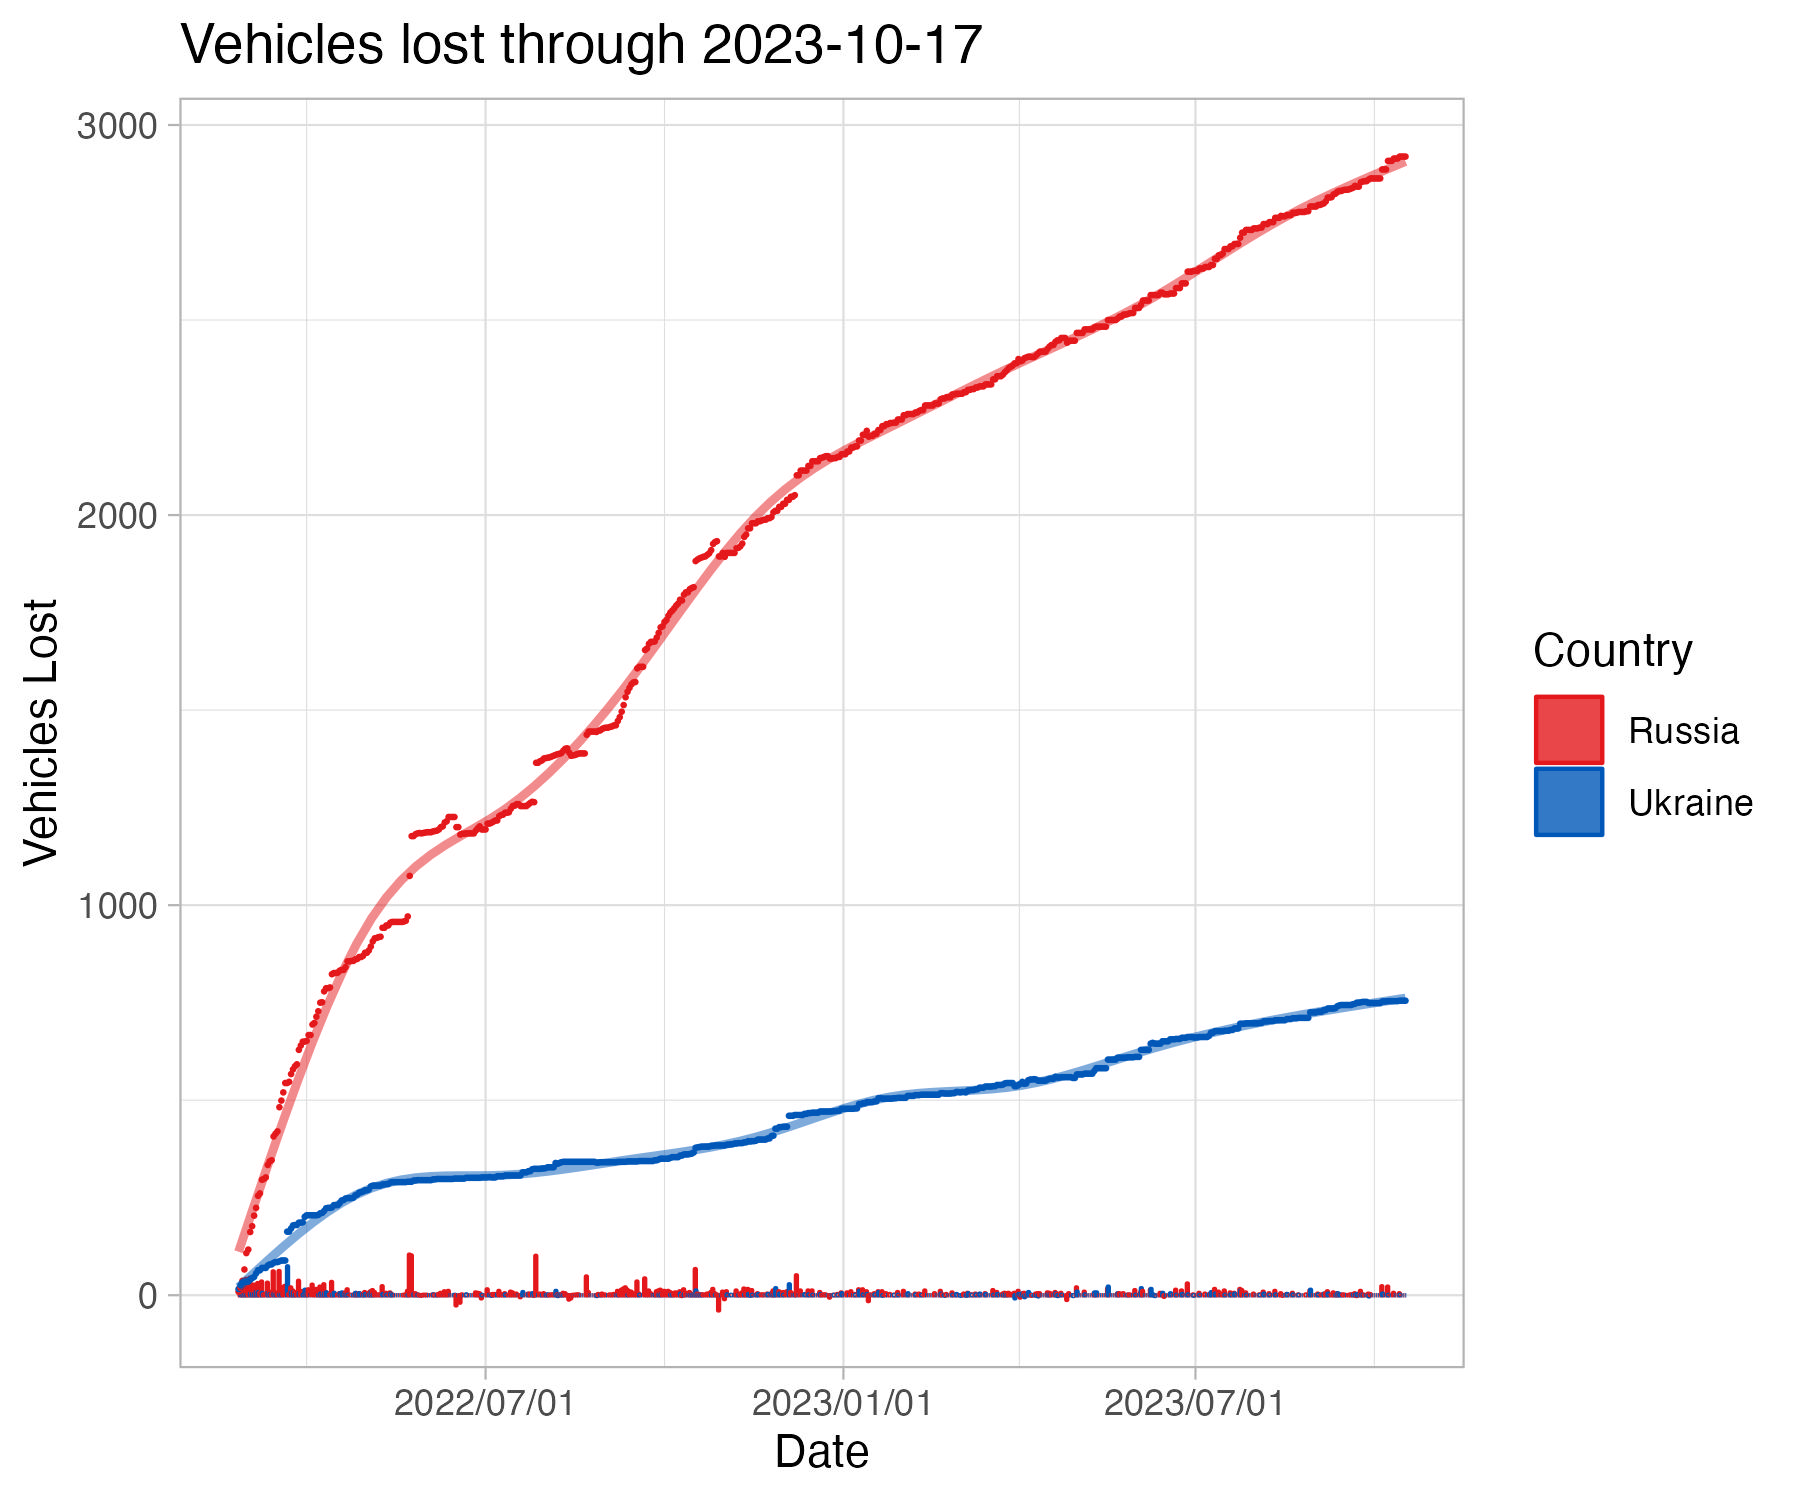 Vehicles lost through 2023-10-17
3000
2000
1000
0
Vehicles Lost
2022/07/01
2023/01/01
2023/07/01
Date
Country
Russia
Ukraine